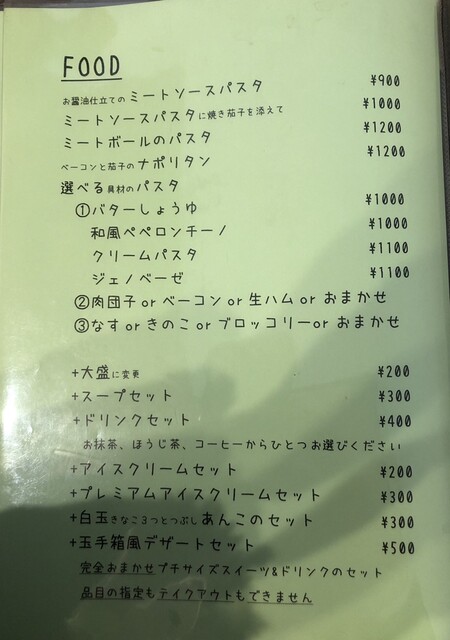 FOOD
お醤油仕立てのミートソースパスタ ¥900
ミートソースパスタに焼き茄子を添えて ¥1000
ミートボールのパスタ ¥1200
ベーコンと茄子のナポリタン ¥1200
選べる具材のパスタ
①バターしょうゆ ¥1000
和風ペペロンチーノ ¥1000
クリームパスタ ¥1100
ジェノベーゼ ¥1100
②肉団子 or ベーコン or 生ハム or おまかせ
③なす or きのこ or ブロッコリー or おまかせ
+大盛に変更 ¥200
+スープセット ¥300
+ドリンクセット ¥400
お抹茶、ほうじ茶、コーヒーからひとつお選びください
+アイスクリームセット ¥200
+プレミアムアイスクリームセット ¥300
+白玉きなこ3つとつぶしあんこのセット ¥300
+玉手箱風デザートセット ¥500
完全おまかせプチサイズスイーツ&ドリンクのセット
品目の指定もテイクアウトもできません